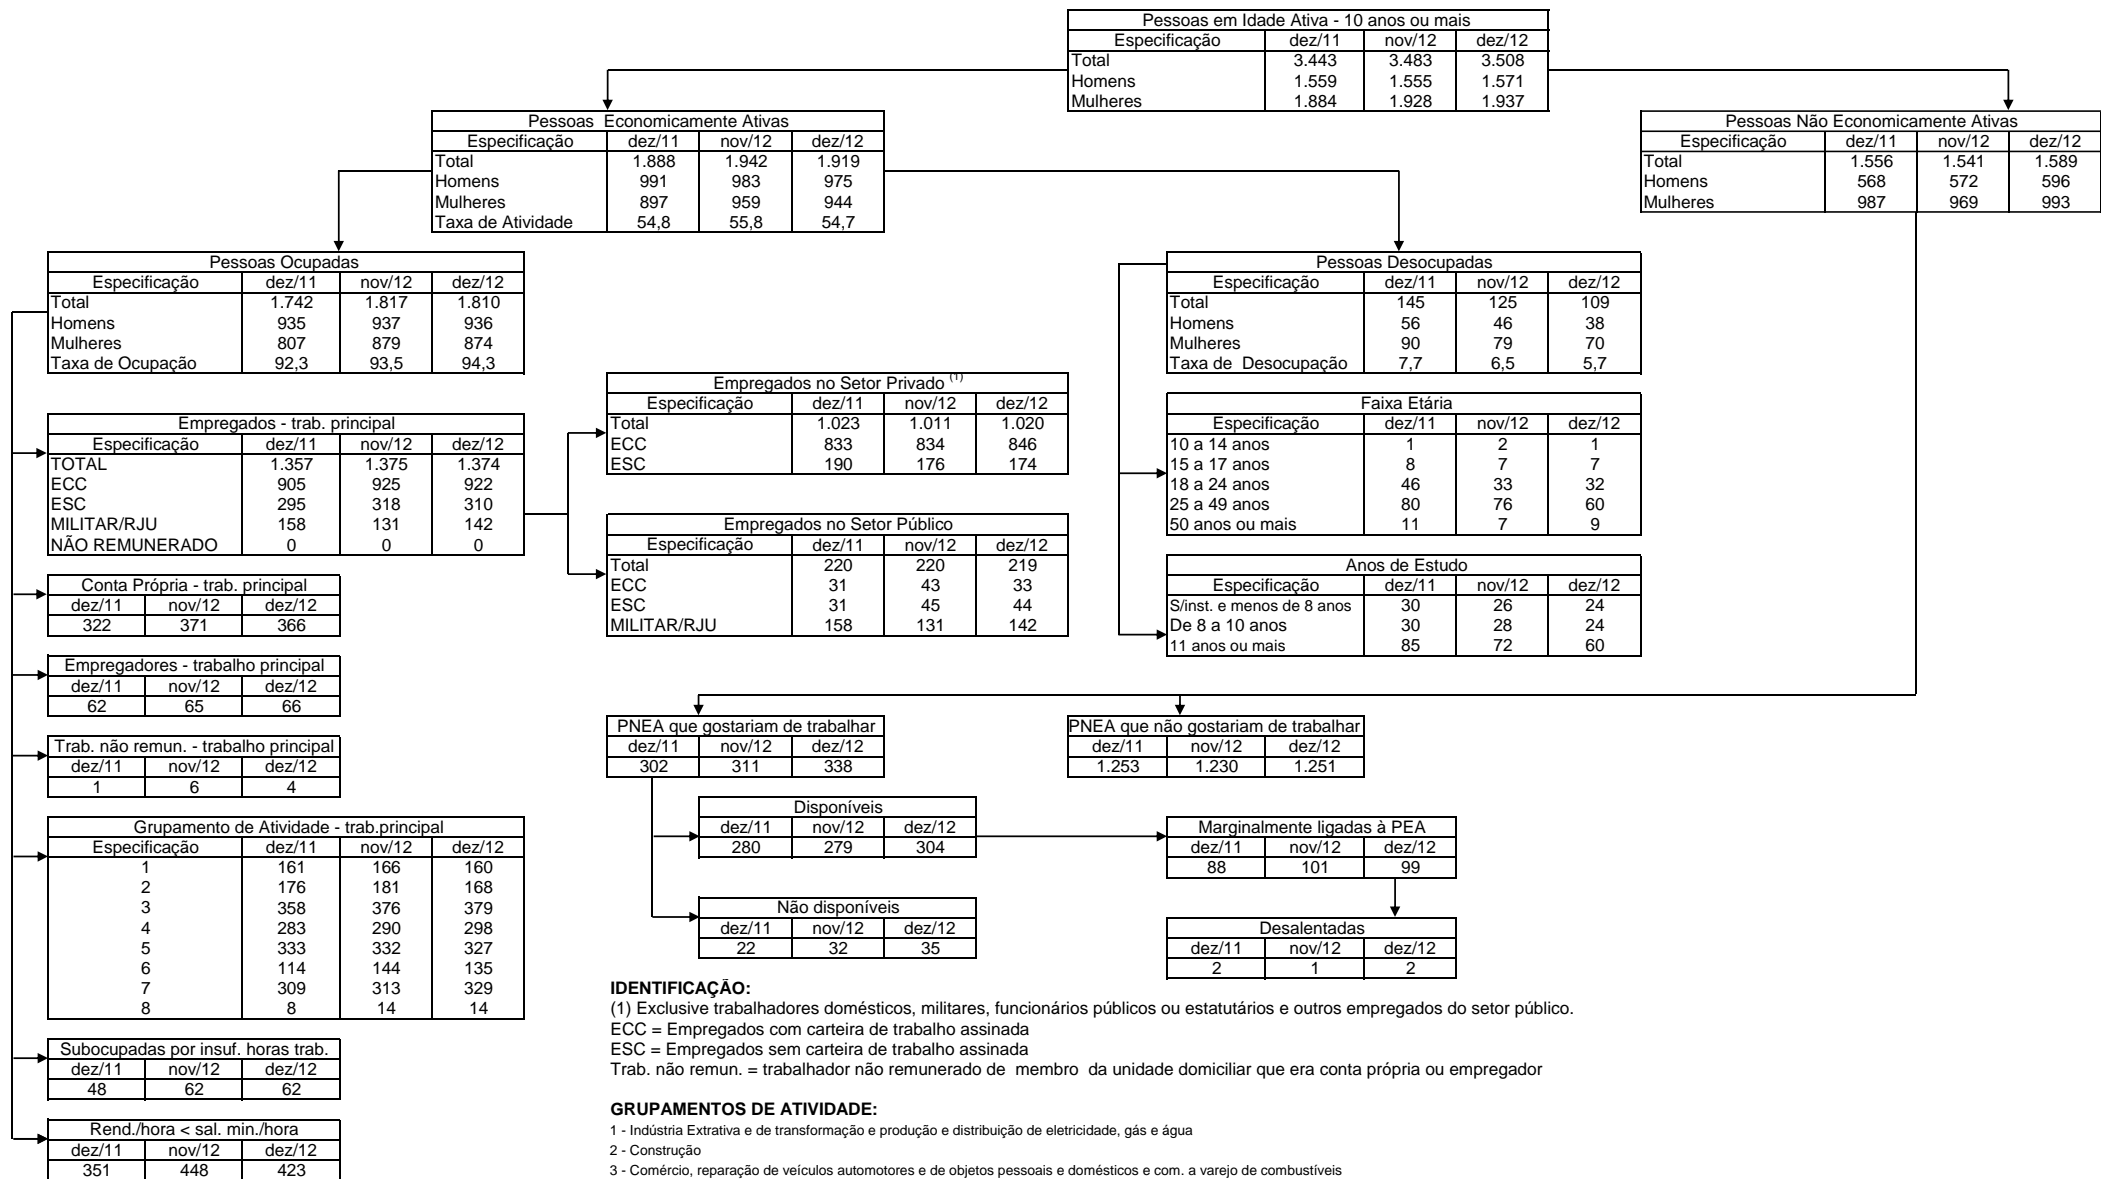 Pessoas em Idade Ativa - 10 anos ou mais
Especificação dez/11 nov/12 dez/12
Total 3.443 3.483 3.508
Homens 1.559 1.555 1.571
Mulheres 1.884 1.928 1.937
Pessoas Economicamente Ativas
Especificação dez/11 nov/12 dez/12
Total 1.888 1.942 1.919
Homens 991 983 975
Mulheres 897 959 944
Taxa de Atividade 54,8 55,8 54,7
Pessoas Não Economicamente Ativas
Especificação dez/11 nov/12 dez/12
Total 1.556 1.541 1.589
Homens 568 572 596
Mulheres 987 969 993
Pessoas Ocupadas
Especificação dez/11 nov/12 dez/12
Total 1.742 1.817 1.810
Homens 935 937 936
Mulheres 807 879 874
Taxa de Ocupação 92,3 93,5 94,3
Pessoas Desocupadas
Especificação dez/11 nov/12 dez/12
Total 145 125 109
Homens 56 46 38
Mulheres 90 79 70
Taxa de Desocupação 7,7 6,5 5,7
Empregados - trab. principal
Especificação dez/11 nov/12 dez/12
TOTAL 1.357 1.375 1.374
ECC 905 925 922
ESC 295 318 310
MILITAR/RJU 158 131 142
NÃO REMUNERADO 0 0 0
Empregados no Setor Privado (1)
Especificação dez/11 nov/12 dez/12
Total 1.023 1.011 1.020
ECC 833 834 846
ESC 190 176 174
Empregados no Setor Público
Especificação dez/11 nov/12 dez/12
Total 220 220 219
ECC 31 43 33
ESC 31 45 44
MILITAR/RJU 158 131 142
Faixa Etária
Especificação dez/11 nov/12 dez/12
10 a 14 anos 1 2 1
15 a 17 anos 8 7 7
18 a 24 anos 46 33 32
25 a 49 anos 80 76 60
50 anos ou mais 11 7 9
Anos de Estudo
Especificação dez/11 nov/12 dez/12
S/inst. e menos de 8 anos 30 26 24
De 8 a 10 anos 30 28 24
11 anos ou mais 85 72 60
Conta Própria - trab. principal
dez/11 nov/12 dez/12
322 371 366
Empregadores - trabalho principal
dez/11 nov/12 dez/12
62 65 66
Trab. não remun. - trabalho principal
dez/11 nov/12 dez/12
1 6 4
PNEA que gostariam de trabalhar
dez/11 nov/12 dez/12
302 311 338
PNEA que não gostariam de trabalhar
dez/11 nov/12 dez/12
1.253 1.230 1.251
Disponíveis
dez/11 nov/12 dez/12
280 279 304
Marginalmente ligadas à PEA
dez/11 nov/12 dez/12
88 101 99
Não disponíveis
dez/11 nov/12 dez/12
22 32 35
Desalentadas
dez/11 nov/12 dez/12
2 1 2
Grupamento de Atividade - trab.principal
Especificação dez/11 nov/12 dez/12
1 161 166 160
2 176 181 168
3 358 376 379
4 283 290 298
5 333 332 327
6 114 144 135
7 309 313 329
8 8 14 14
Subocupadas por insuf. horas trab.
dez/11 nov/12 dez/12
48 62 62
Rend./hora < sal. min./hora
dez/11 nov/12 dez/12
351 448 423
IDENTIFICAÇÃO:
(1) Exclusive trabalhadores domésticos, militares, funcionários públicos ou estatutários e outros empregados do setor público.
ECC = Empregados com carteira de trabalho assinada
ESC = Empregados sem carteira de trabalho assinada
Trab. não remun. = trabalhador não remunerado de membro da unidade domiciliar que era conta própria ou empregador
GRUPAMENTOS DE ATIVIDADE:
1 - Indústria Extrativa e de transformação e produção e distribuição de eletricidade, gás e água
2 - Construção
3 - Comércio, reparação de veículos automotores e de objetos pessoais e domésticos e com. a varejo de combustíveis